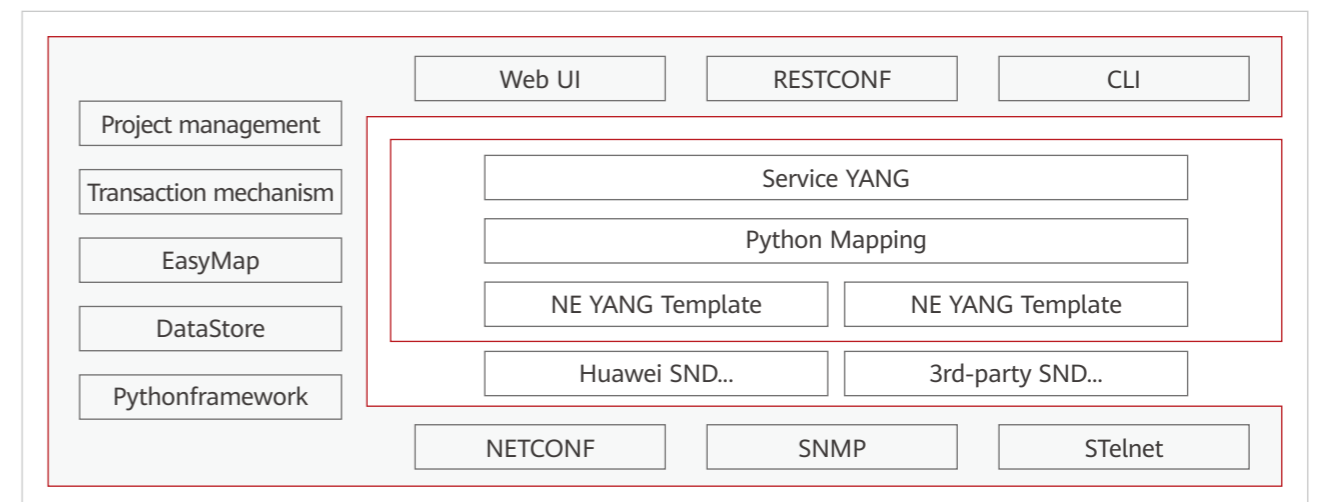 Web UI
RESTCONF
CLI
Project management
Transaction mechanism
EasyMap
DataStore
Pythonframework
Service YANG
Python Mapping
NE YANG Template
NE YANG Template
Huawei SND...
3rd-party SND...
NETCONF
SNMP
STelnet